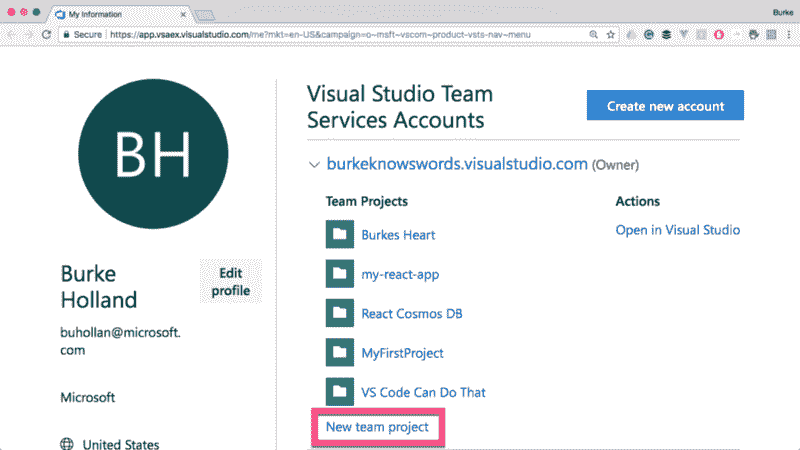 My Information
Burke
Secure https://app.vsaex.visualstudio.com/me?mkt=en-US&campaign=o~msft~vscom~product-vsts-nav~menu
BH
Burke
Holland
Edit
profile
buhollan@microsoft.
com
Microsoft
United States
Visual Studio Team
Services Accounts
Create new account
burkeknowswords.visualstudio.com (Owner)
Team Projects
Actions
Burkes Heart
Open in Visual Studio
my-react-app
React Cosmos DB
MyFirstProject
VS Code Can Do That
New team project